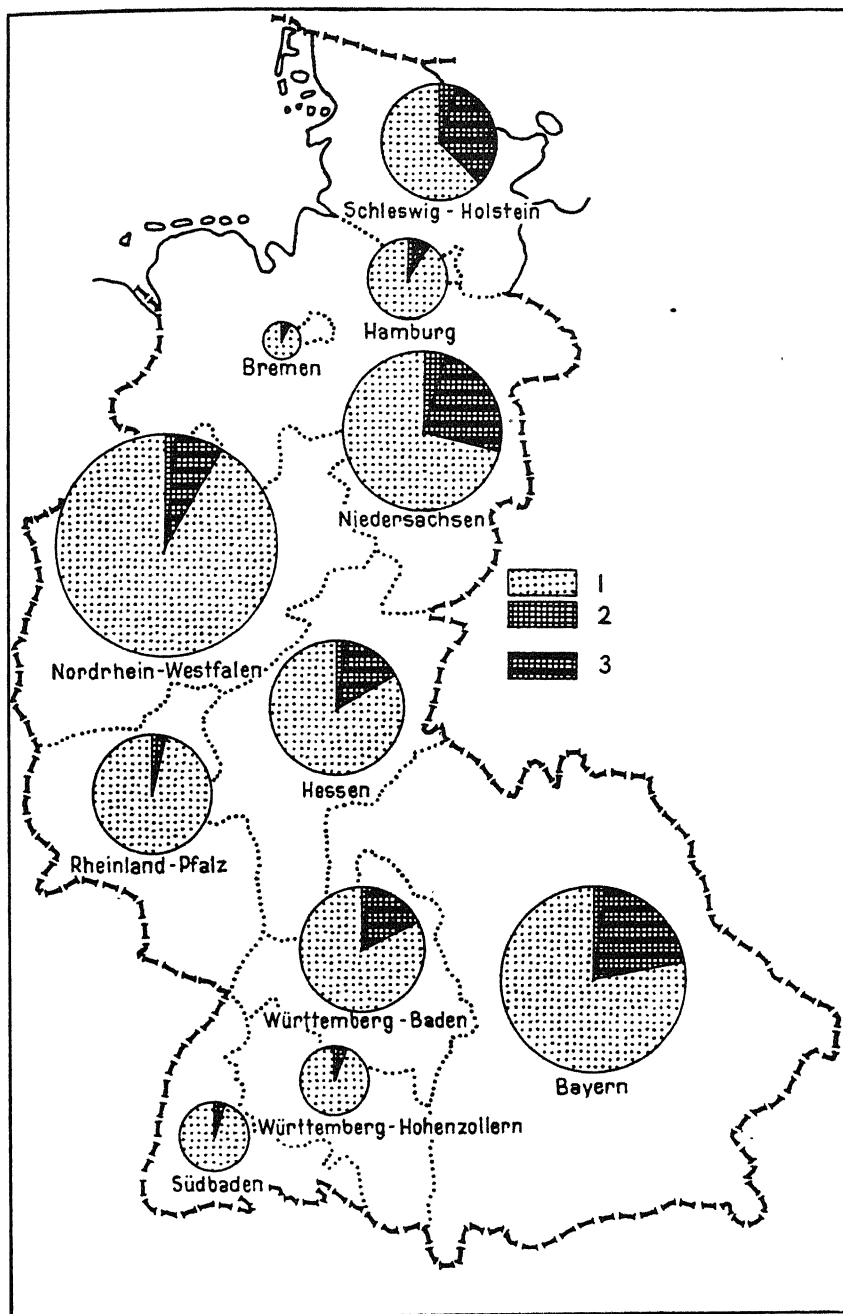 Schleswig - Holstein
Hamburg
Bremen
Niedersachsen
1
2
3
Nordrhein-Westfalen
Hessen
Rheinland-Pfalz
Württemberg-Baden
Bayern
Württemberg-Hohenzollern
Südbaden